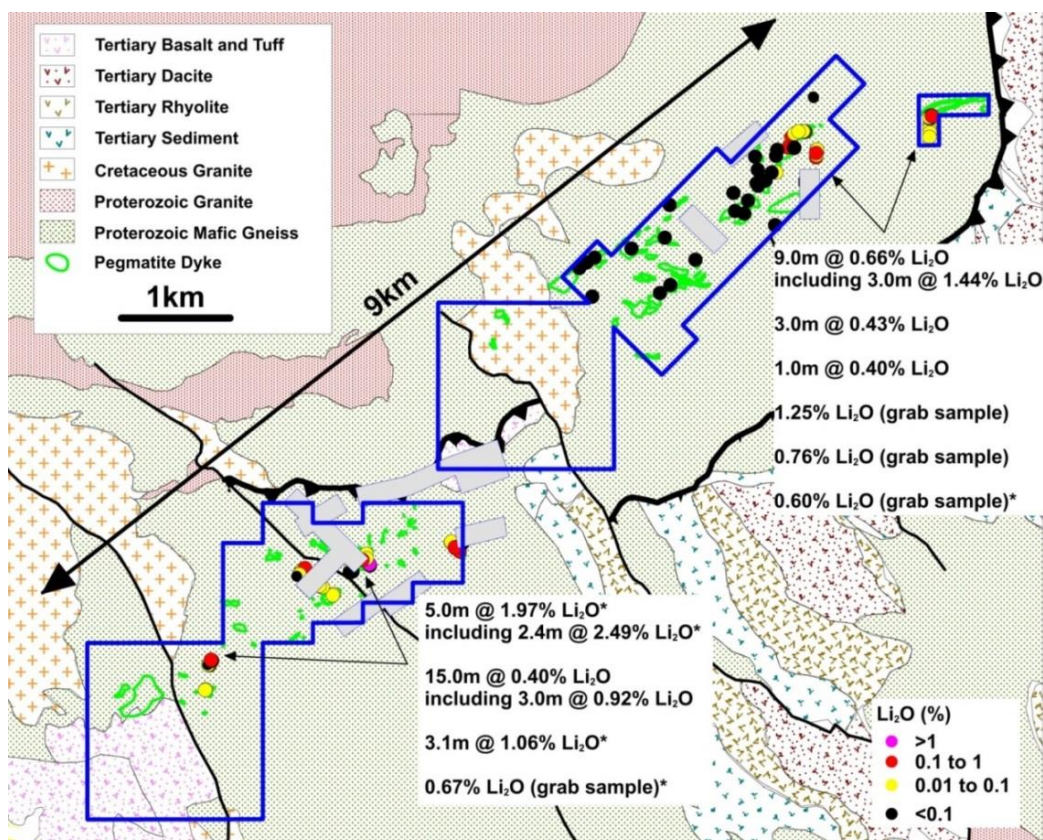 Tertiary Basalt and Tuff
Tertiary Dacite
Tertiary Rhyolite
Tertiary Sediment
Cretaceous Granite
Proterozoic Granite
Proterozoic Mafic Gneiss
Pegmatite Dyke
1km
9km
9.0m @ 0.66% Li₂O
including 3.0m @ 1.44% Li₂O
3.0m @ 0.43% Li₂O
1.0m @ 0.40% Li₂O
1.25% Li₂O (grab sample)
0.76% Li₂O (grab sample)
0.60% Li₂O (grab sample)*
5.0m @ 1.97% Li₂O*
including 2.4m @ 2.49% Li₂O*
15.0m @ 0.40% Li₂O
including 3.0m @ 0.92% Li₂O
3.1m @ 1.06% Li₂O*
0.67% Li₂O (grab sample)*
Li₂O (%)
>1
0.1 to 1
0.01 to 0.1
<0.1